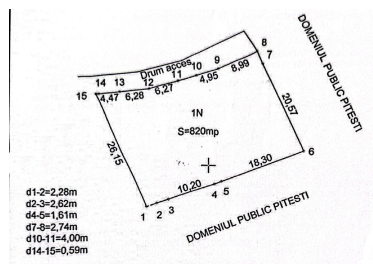 DOMENIUL PUBLIC PITESTI
Drum acces
14 13 12 11 10 9 8
15 4,47 6,28 6,27 4,95 8,99 7
1N
S=820mp
20,57
26,15
18,30 6
10,20
4 5
1 2 3
DOMENIUL PUBLIC PITESTI
d1-2=2,28m
d2-3=2,62m
d4-5=1,61m
d7-8=2,74m
d10-11=4,00m
d14-15=0,59m